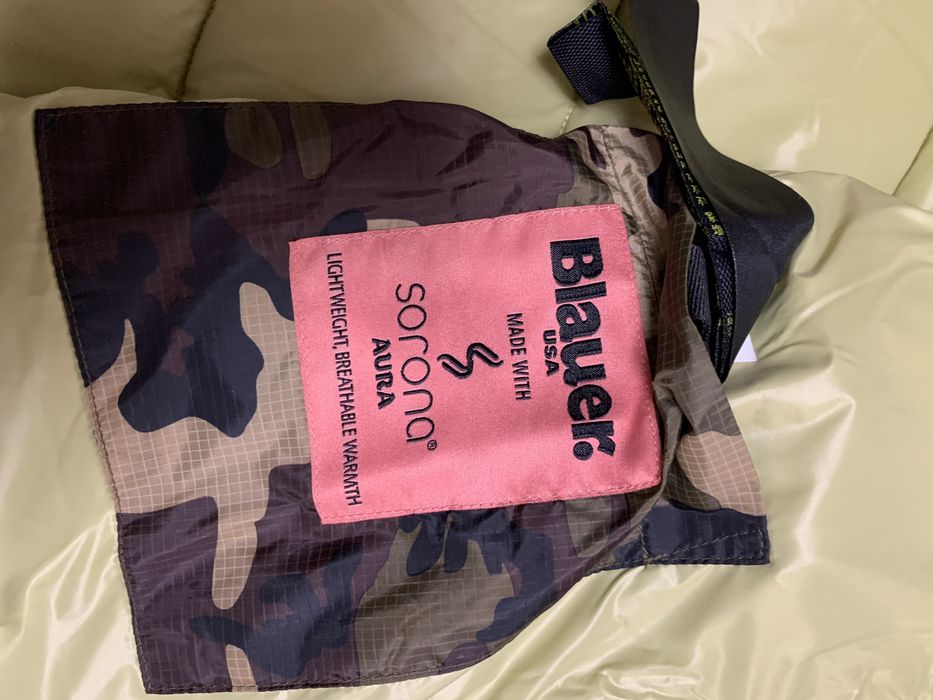 Blauer.
USA
MADE WITH
sorona®
AURA
LIGHTWEIGHT, BREATHABLE WARMTH